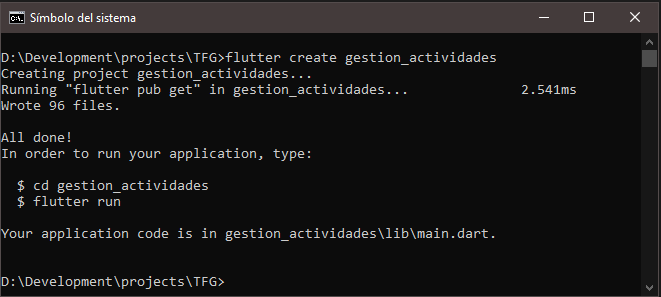 Símbolo del sistema
D:\Development\projects\TFG>flutter create gestion_actividades
Creating project gestion_actividades...
Running "flutter pub get" in gestion_actividades...              2.541ms
Wrote 96 files.
All done!
In order to run your application, type:
$ cd gestion_actividades
$ flutter run
Your application code is in gestion_actividades\lib\main.dart.
D:\Development\projects\TFG>